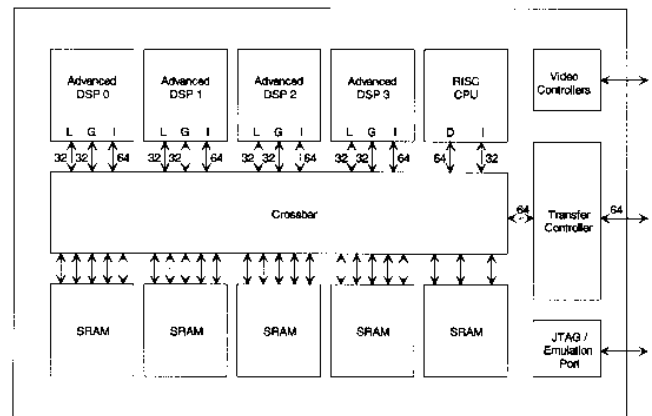 Advanced
DSP 0
Advanced
DSP 1
Advanced
DSP 2
Advanced
DSP 3
RISC
CPU
Video
Controllers
L G I
L G I
L G I
L G I
D I
32 32 64
32 32 64
32 32 64
32 32 64
64 32
Crossbar
64
Transfer
Controller
64
SRAM
SRAM
SRAM
SRAM
SRAM
JTAG /
Emulation
Port